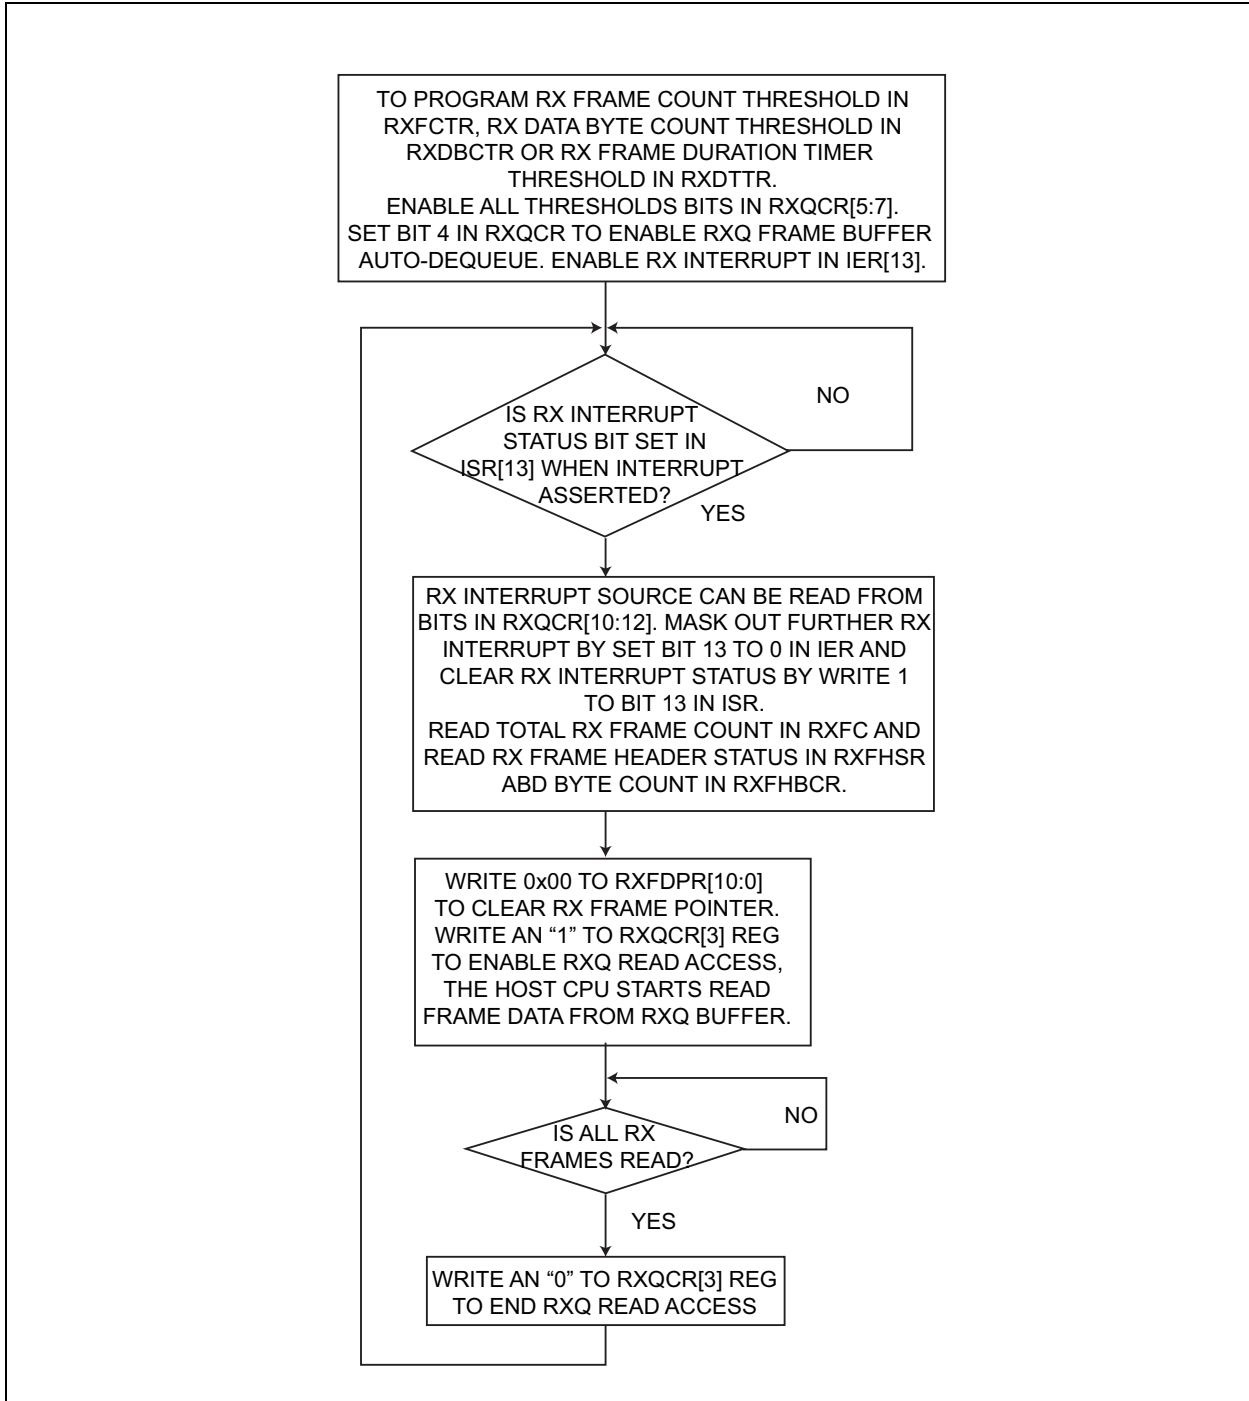 TO PROGRAM RX FRAME COUNT THRESHOLD IN
RXFCTR, RX DATA BYTE COUNT THRESHOLD IN
RXDBCTR OR RX FRAME DURATION TIMER
THRESHOLD IN RXDTTR.
ENABLE ALL THRESHOLDS BITS IN RXQCR[5:7].
SET BIT 4 IN RXQCR TO ENABLE RXQ FRAME BUFFER
AUTO-DEQUEUE. ENABLE RX INTERRUPT IN IER[13].
NO
IS RX INTERRUPT
STATUS BIT SET IN
ISR[13] WHEN INTERRUPT
ASSERTED?
YES
RX INTERRUPT SOURCE CAN BE READ FROM
BITS IN RXQCR[10:12]. MASK OUT FURTHER RX
INTERRUPT BY SET BIT 13 TO 0 IN IER AND
CLEAR RX INTERRUPT STATUS BY WRITE 1
TO BIT 13 IN ISR.
READ TOTAL RX FRAME COUNT IN RXFC AND
READ RX FRAME HEADER STATUS IN RXFHSR
ABD BYTE COUNT IN RXFHBCR.
WRITE 0x00 TO RXFDPR[10:0]
TO CLEAR RX FRAME POINTER.
WRITE AN “1” TO RXQCR[3] REG
TO ENABLE RXQ READ ACCESS,
THE HOST CPU STARTS READ
FRAME DATA FROM RXQ BUFFER.
NO
IS ALL RX
FRAMES READ?
YES
WRITE AN “0” TO RXQCR[3] REG
TO END RXQ READ ACCESS